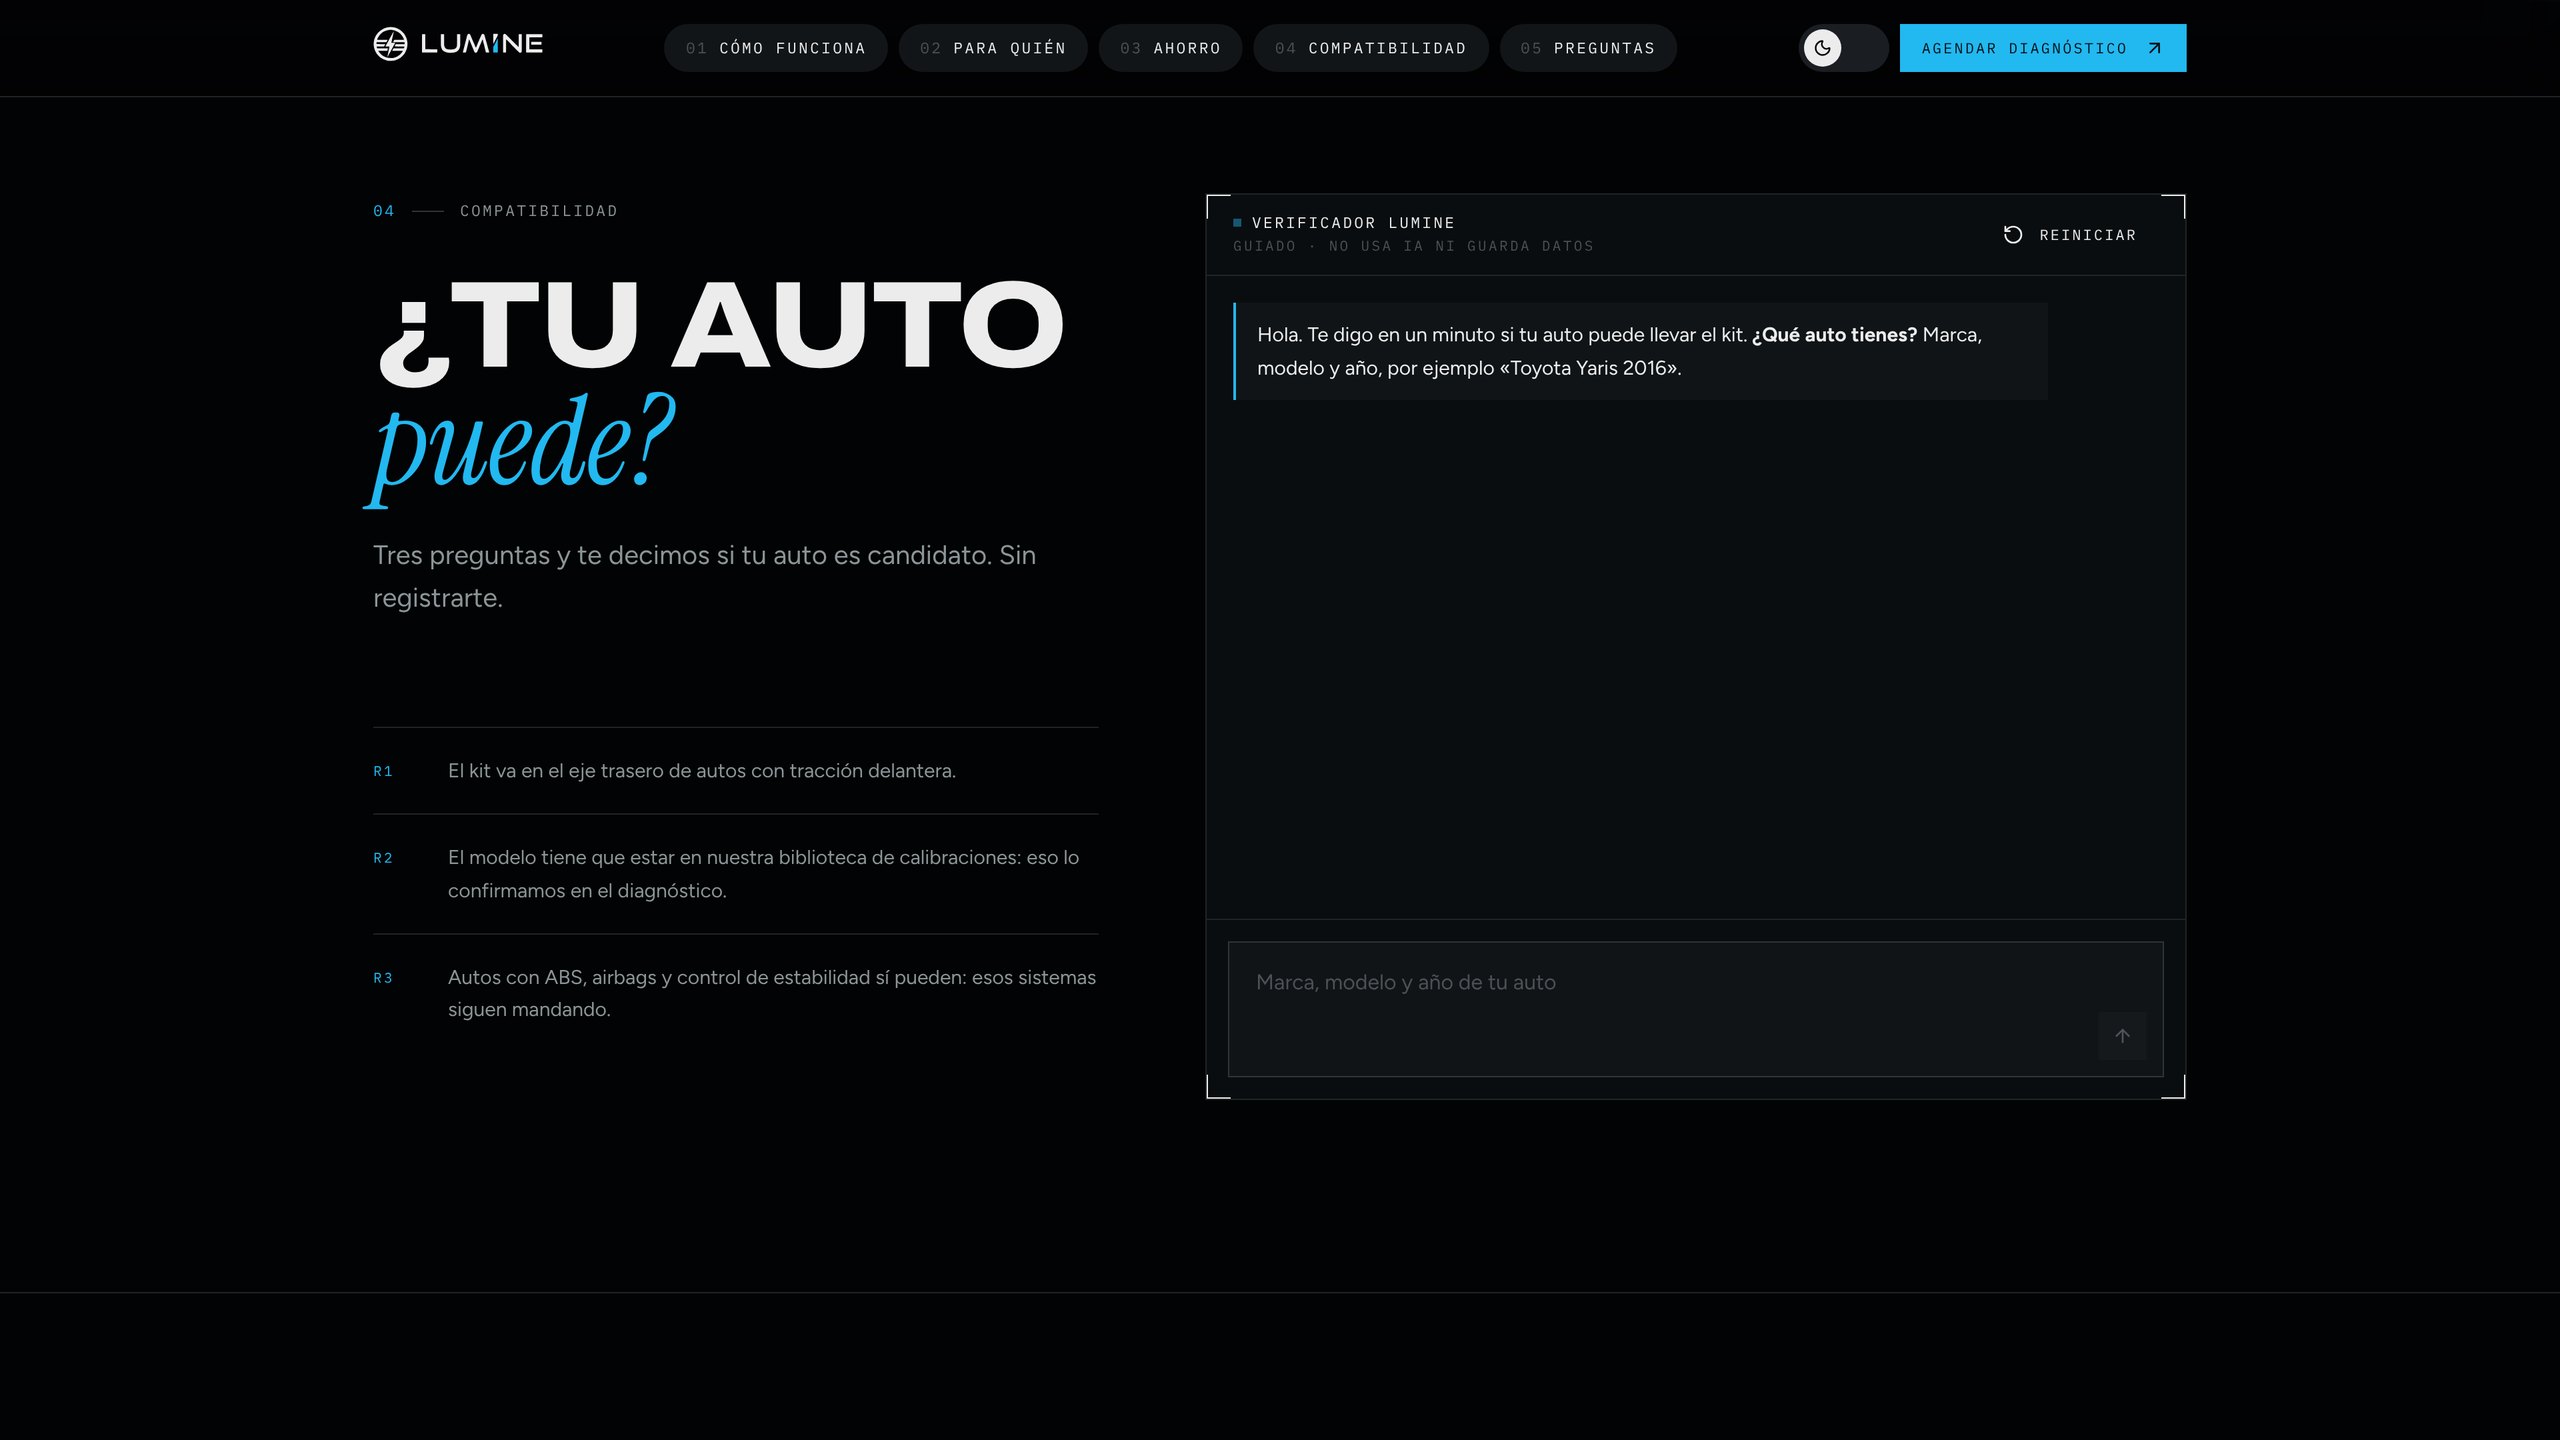 LUMINE
01 CÓMO FUNCIONA
02 PARA QUIÉN
03 AHORRO
04 COMPATIBILIDAD
05 PREGUNTAS
AGENDAR DIAGNÓSTICO
04 COMPATIBILIDAD
¿TU AUTO
puede?
Tres preguntas y te decimos si tu auto es candidato. Sin
registrarte.
R1 El kit va en el eje trasero de autos con tracción delantera.
R2 El modelo tiene que estar en nuestra biblioteca de calibraciones: eso lo
confirmamos en el diagnóstico.
R3 Autos con ABS, airbags y control de estabilidad sí pueden: esos sistemas
siguen mandando.
VERIFICADOR LUMINE
GUIADO · NO USA IA NI GUARDA DATOS
REINICIAR
Hola. Te digo en un minuto si tu auto puede llevar el kit. ¿Qué auto tienes? Marca,
modelo y año, por ejemplo «Toyota Yaris 2016».
Marca, modelo y año de tu auto